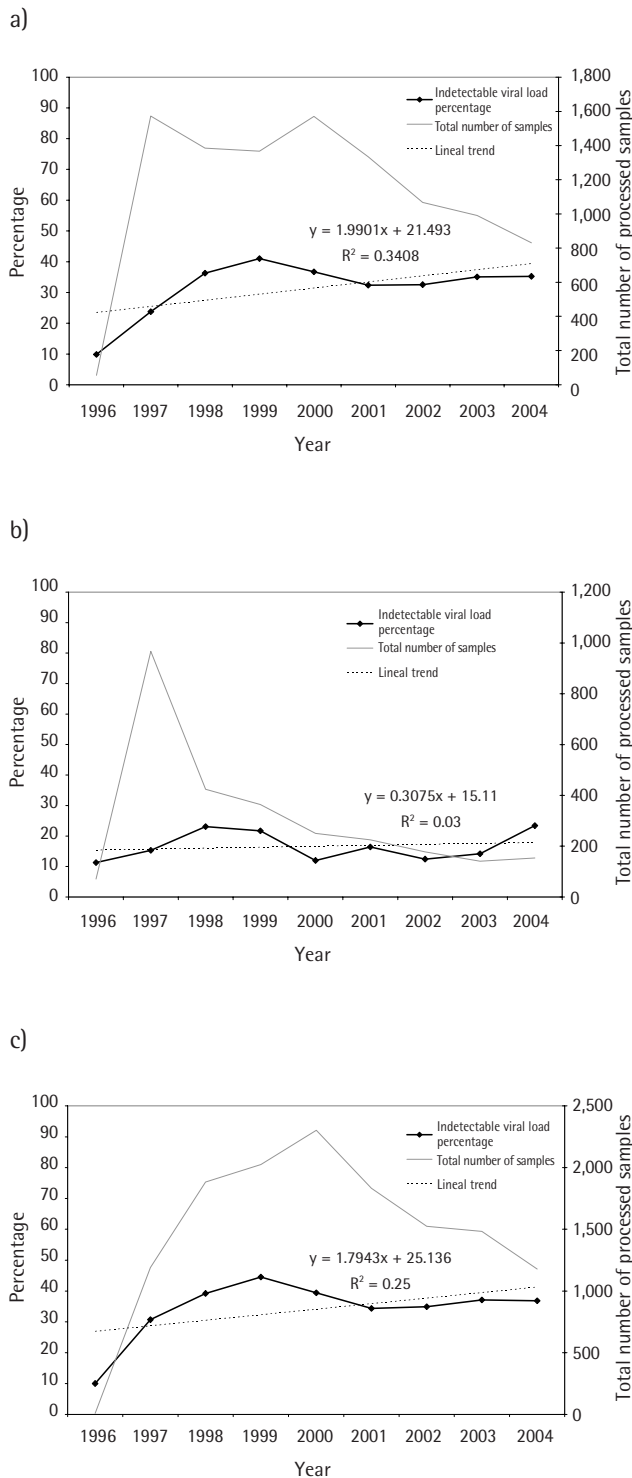 a)
100
90
80
70
60
50
40
30
20
10
0
Percentage
1,800
1,600
1,400
1,200
1,000
800
600
400
200
0
Total number of processed samples
Indetectable viral load
percentage
Total number of samples
Lineal trend
y = 1.9901x + 21.493
R² = 0.3408
1996 1997 1998 1999 2000 2001 2002 2003 2004
Year
b)
100
90
80
70
60
50
40
30
20
10
0
Percentage
1,200
1,000
800
600
400
200
0
Total number of processed samples
Indetectable viral load
percentage
Total number of samples
Lineal trend
y = 0.3075x + 15.11
R² = 0.03
1996 1997 1998 1999 2000 2001 2002 2003 2004
Year
c)
100
90
80
70
60
50
40
30
20
10
0
Percentage
2,500
2,000
1,500
1,000
500
0
Total number of processed samples
Indetectable viral load
percentage
Total number of samples
Lineal trend
y = 1.7943x + 25.136
R² = 0.25
1996 1997 1998 1999 2000 2001 2002 2003 2004
Year